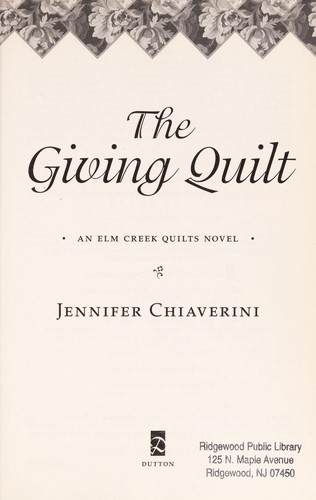 The
Giving Quilt
• AN ELM CREEK QUILTS NOVEL •
JENNIFER CHIAVERINI
DUTTON
Ridgewood Public Library
125 N. Maple Avenue
Ridgewood, NJ 07450